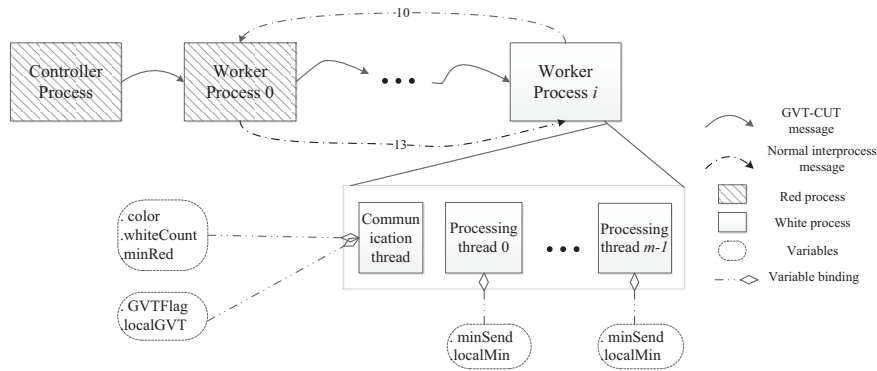 10
Controller
Process
Worker
Process 0
• • •
Worker
Process i
13
GVT-CUT
message
Normal interprocess
message
Red process
White process
Variables
Variable binding
. color
.whiteCount
.minRed
. GVTFlag
.localGVT
Commun
ication
thread
Processing
thread 0
• • •
Processing
thread m-1
. minSend
.localMin
. minSend
.localMin